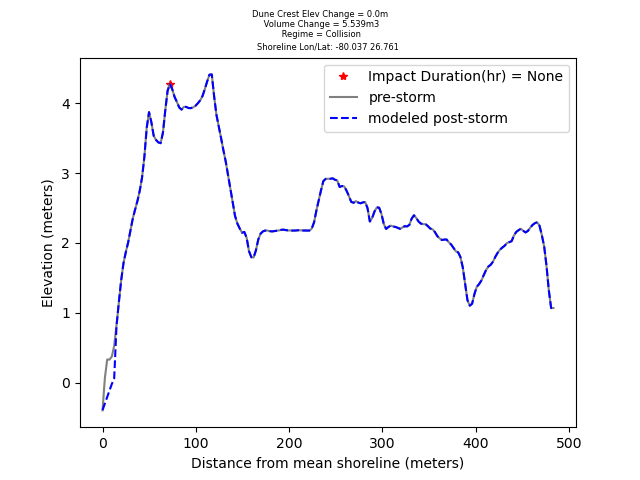 Dune Crest Elev Change = 0.0m
Volume Change = 5.539m3
Regime = Collision
Shoreline Lon/Lat: -80.037 26.761
Impact Duration(hr) = None
pre-storm
modeled post-storm
Elevation (meters)
4
3
2
1
0
0 100 200 300 400 500
Distance from mean shoreline (meters)